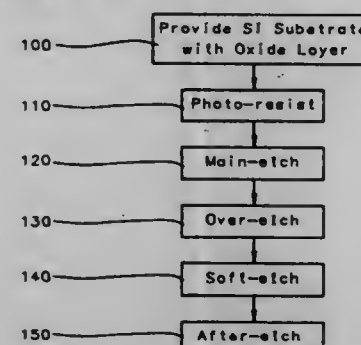 100
Provide Si Substrate
with Oxide Layer
110
Photo-resist
120
Main-etch
130
Over-etch
140
Soft-etch
150
After-etch